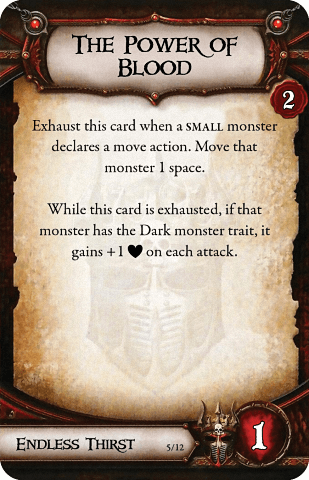 The Power of
Blood
2
Exhaust this card when a SMALL monster
declares a move action. Move that
monster 1 space.
While this card is exhausted, if that
monster has the Dark monster trait, it
gains +1 ♥ on each attack.
Endless Thirst
5/12
1